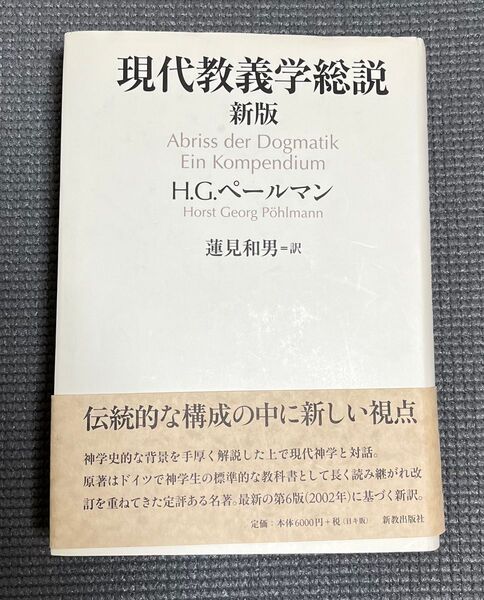 現代教義学総説
新版
Abriss der Dogmatik
Ein Kompendium
H.G.ペールマン
Horst Georg Pöhlmann
蓮見和男=訳
伝統的な構成の中に新しい視点
神学史的な背景を手厚く解説した上で現代神学と対話。
原著はドイツで神学生の標準的な教科書として長く読み継がれ改
訂を重ねてきた定評ある名著。最新の第6版(2002年)に基づく新訳。
定価:本体6000円+税〈日キ販〉 新教出版社